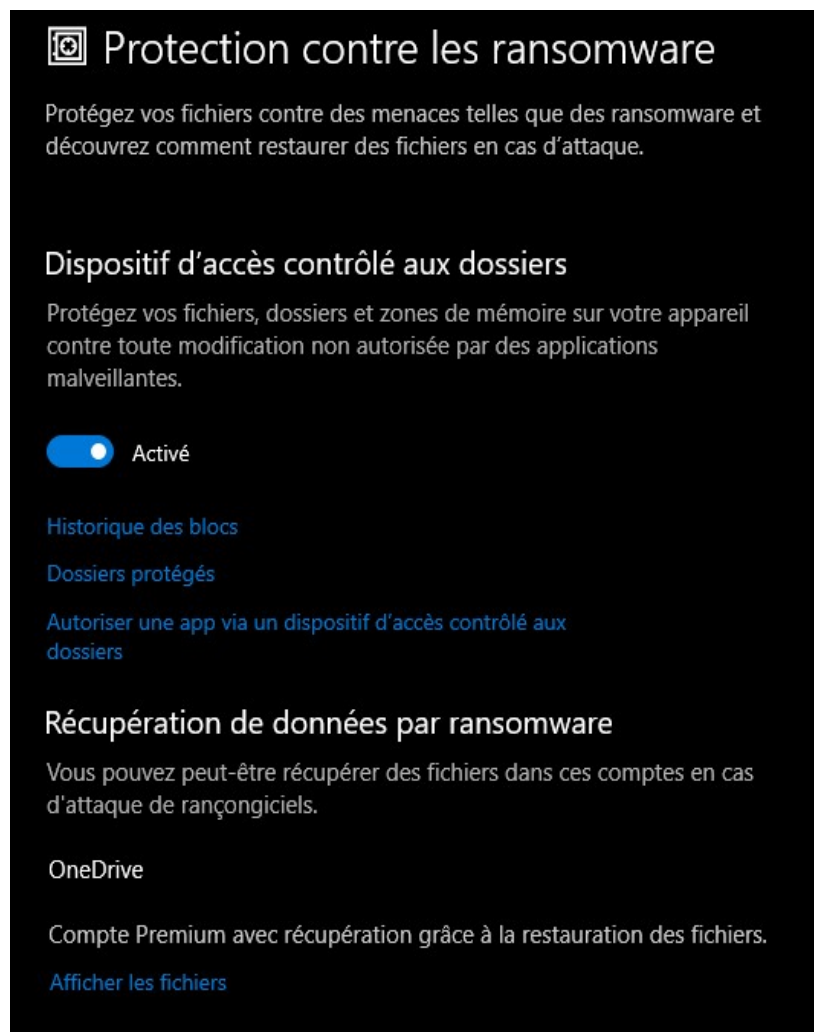 Protection contre les ransomware
Protégez vos fichiers contre des menaces telles que des ransomware et
découvrez comment restaurer des fichiers en cas d’attaque.
Dispositif d’accès contrôlé aux dossiers
Protégez vos fichiers, dossiers et zones de mémoire sur votre appareil
contre toute modification non autorisée par des applications
malveillantes.
Activé
Historique des blocs
Dossiers protégés
Autoriser une app via un dispositif d’accès contrôlé aux
dossiers
Récupération de données par ransomware
Vous pouvez peut-être récupérer des fichiers dans ces comptes en cas
d'attaque de rançongiciels.
OneDrive
Compte Premium avec récupération grâce à la restauration des fichiers.
Afficher les fichiers